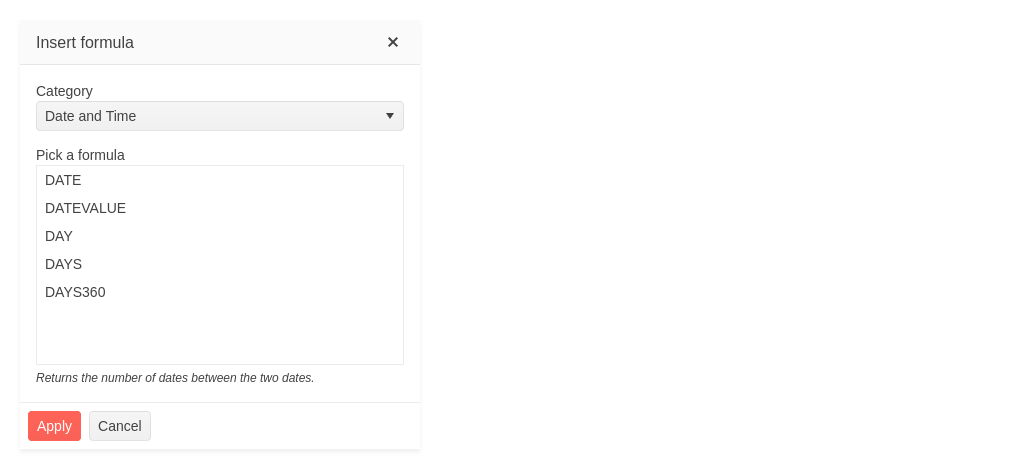 Insert formula
Category
Date and Time
Pick a formula
DATE
DATEVALUE
DAY
DAYS
DAYS360
Returns the number of dates between the two dates.
Apply Cancel